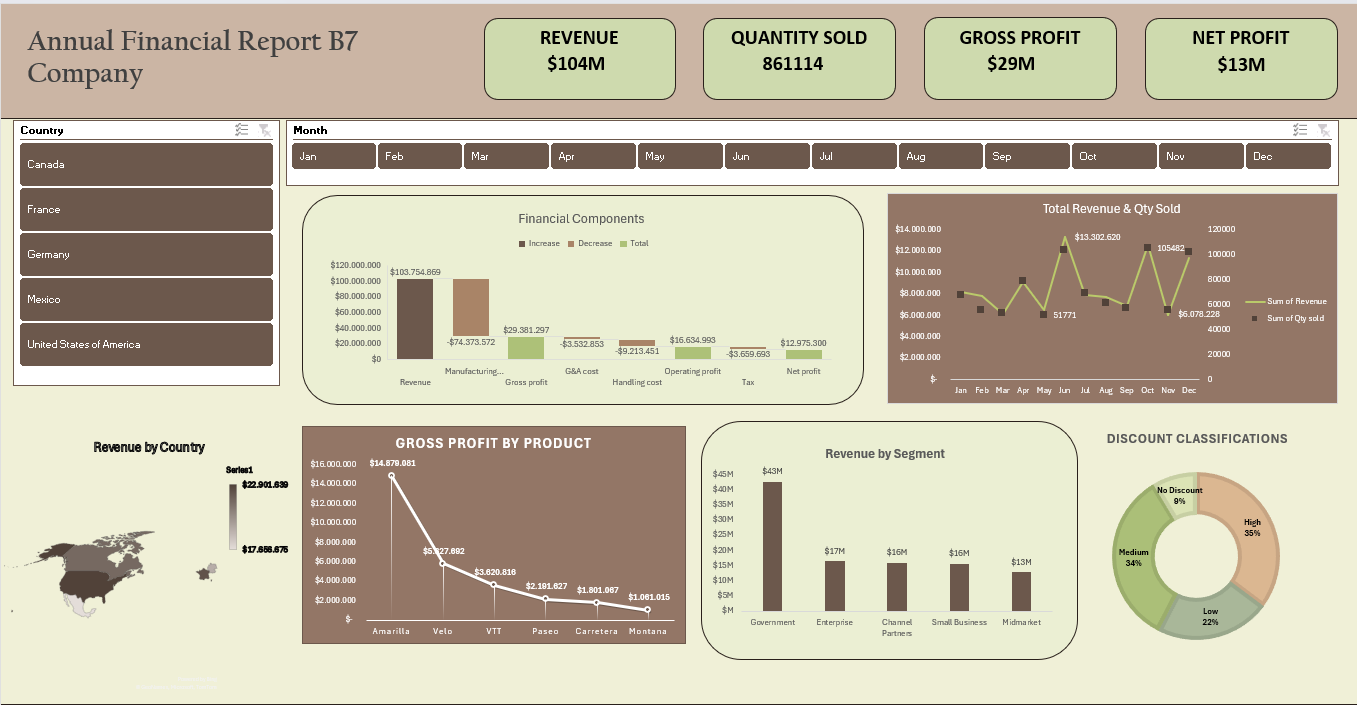 Annual Financial Report B7
Company
REVENUE
$104M
QUANTITY SOLD
861114
GROSS PROFIT
$29M
NET PROFIT
$13M
Country
Canada
France
Germany
Mexico
United States of America
Month
Jan Feb Mar Apr May Jun Jul Aug Sep Oct Nov Dec
Financial Components
Increase Decrease Total
$120.000.000
$100.000.000
$80.000.000
$60.000.000
$40.000.000
$20.000.000
$0
$103.754.869
-$74.373.572
$29.381.297
-$3.532.853
-$9.213.451
$16.634.993
-$3.659.693
$12.975.300
Revenue
Manufacturing...
Gross profit
G&A cost
Handling cost
Operating profit
Tax
Net profit
Total Revenue & Qty Sold
$14.000.000
$12.000.000
$10.000.000
$8.000.000
$6.000.000
$4.000.000
$2.000.000
$-
120000
100000
80000
60000
40000
20000
0
$13.302.620
105482
51771
$6.078.228
Sum of Revenue
Sum of Qty sold
Jan Feb Mar Apr May Jun Jul Aug Sep Oct Nov Dec
Revenue by Country
Series1
$22.901.639
GROSS PROFIT BY PRODUCT
$16.000.000
$14.000.000
$12.000.000
$10.000.000
$8.000.000
$6.000.000
$4.000.000
$2.000.000
$-
$14.879.081
$3.620.816
$2.191.627
$1.801.067
$1.061.015
Amarilla Velo VTT Paseo Carretera Montana
Revenue by Segment
$45M
$40M
$35M
$30M
$25M
$20M
$15M
$10M
$5M
$M
$43M
$17M
$16M
$16M
$13M
Government
Enterprise
Channel
Partners
Small Business
Midmarket
DISCOUNT CLASSIFICATIONS
No Discount
9%
High
35%
Medium
34%
Low
22%